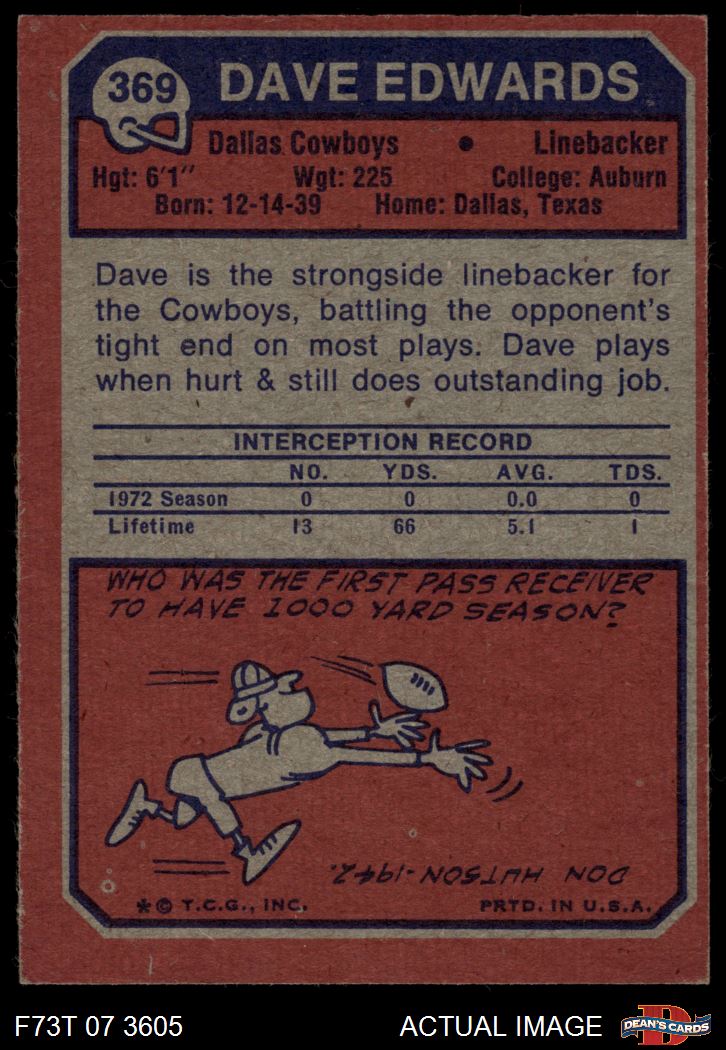 369
DAVE EDWARDS
Dallas Cowboys • Linebacker
Hgt: 6'1" Wgt: 225 College: Auburn
Born: 12-14-39 Home: Dallas, Texas
Dave is the strongside linebacker for
the Cowboys, battling the opponent's
tight end on most plays. Dave plays
when hurt & still does outstanding job.
INTERCEPTION RECORD
NO. YDS. AVG. TDS.
1972 Season 0 0 0.0 0
Lifetime 13 66 5.1 1
WHO WAS THE FIRST PASS RECEIVER
TO HAVE 1000 YARD SEASON?
DON HUTSON-1942.
*© T.C.G., INC. PRTD. IN U.S.A.
F73T 07 3605 ACTUAL IMAGE
D
DEAN'S CARDS